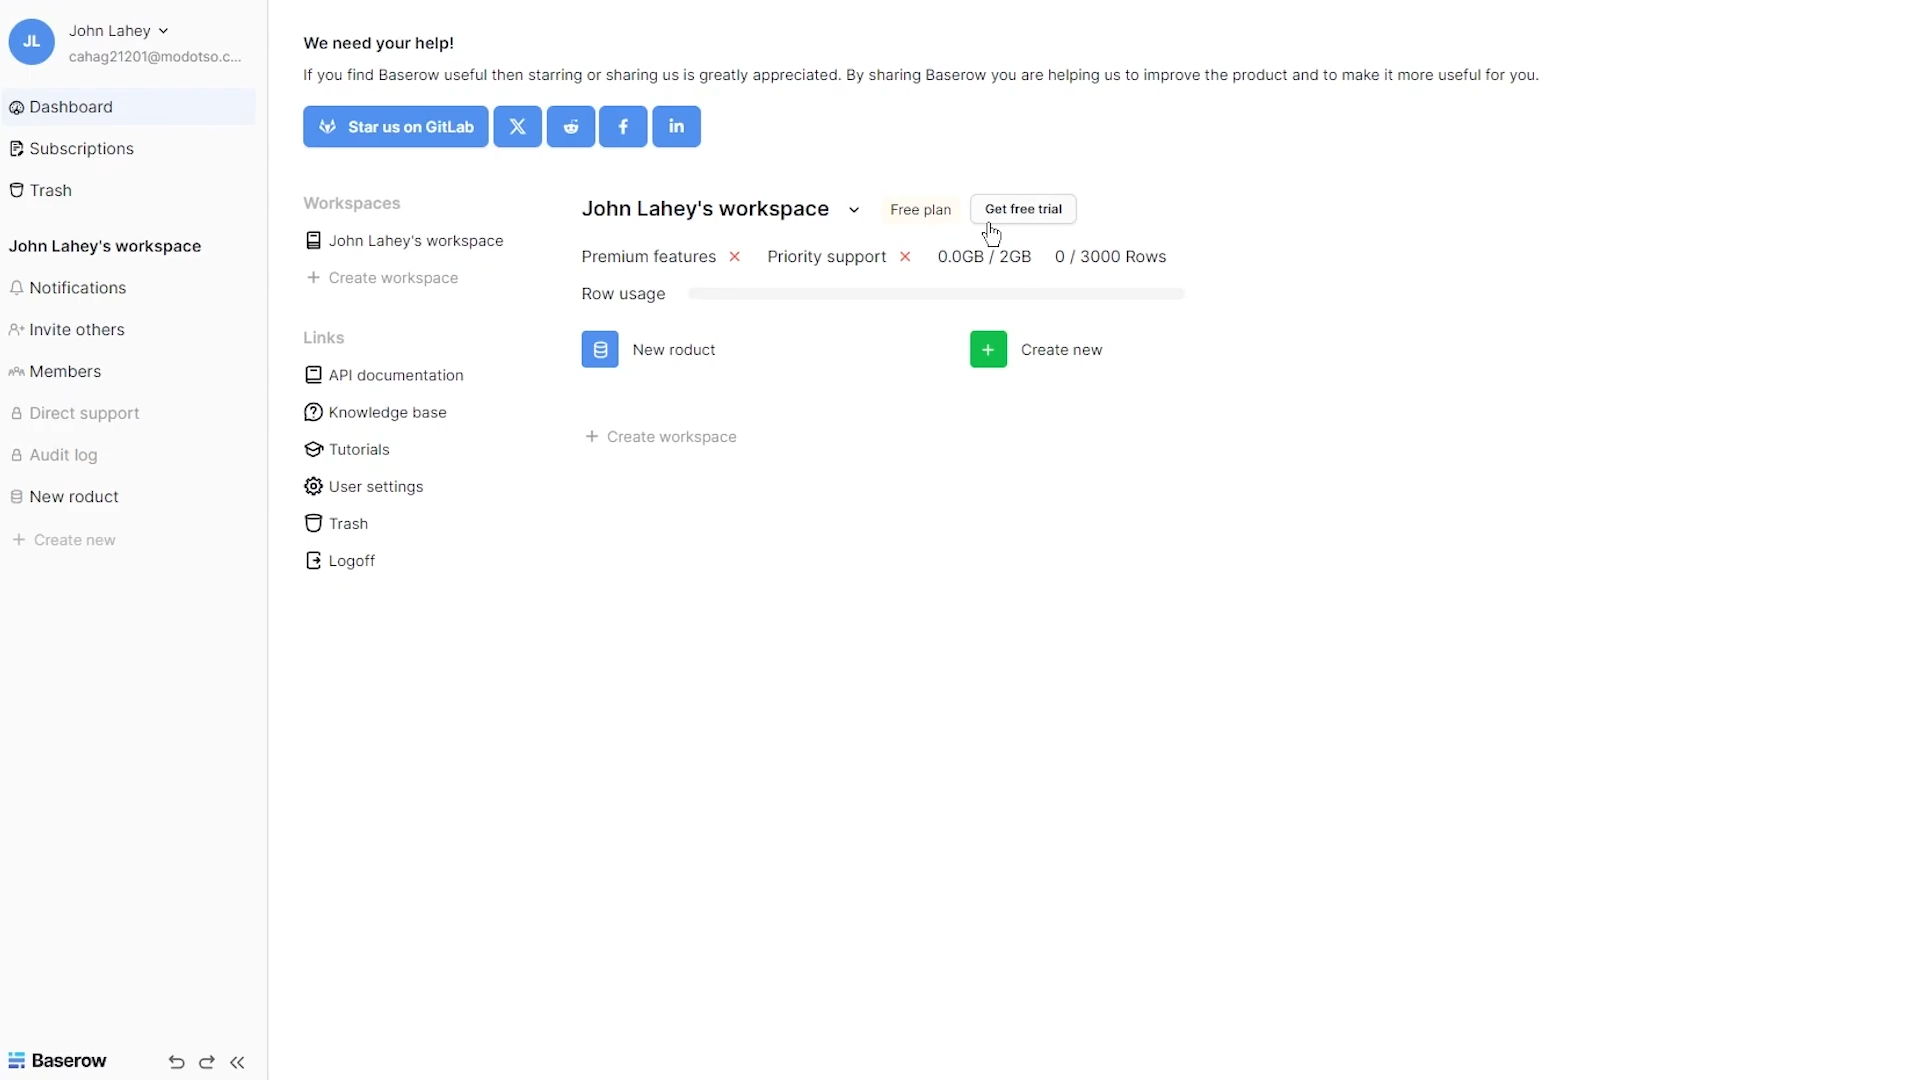 JL
John Lahey
cahag21201@modotso.c...
Dashboard
Subscriptions
Trash
John Lahey's workspace
Notifications
Invite others
Members
Direct support
Audit log
New roduct
+ Create new
Baserow
We need your help!
If you find Baserow useful then starring or sharing us is greatly appreciated. By sharing Baserow you are helping us to improve the product and to make it more useful for you.
Star us on GitLab
Workspaces
John Lahey's workspace
+ Create workspace
Links
API documentation
Knowledge base
Tutorials
User settings
Trash
Logoff
John Lahey's workspace Free plan Get free trial
Premium features Priority support 0.0GB / 2GB 0 / 3000 Rows
Row usage
New roduct
+ Create new
+ Create workspace